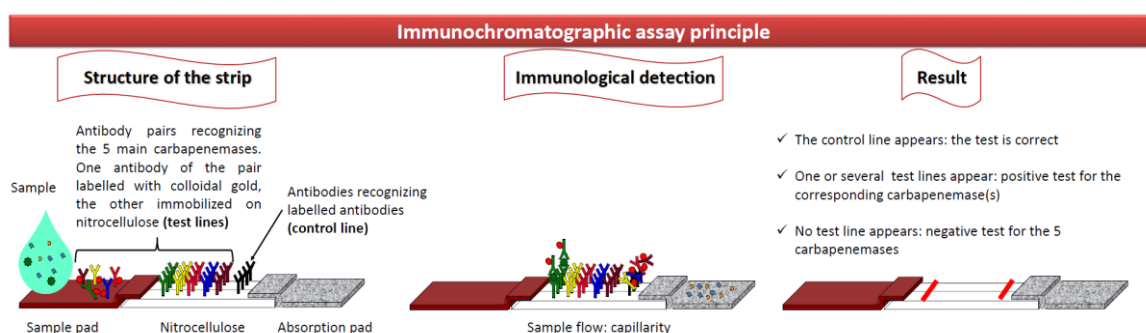 Immunochromatographic assay principle
Structure of the strip
Immunological detection
Result
Antibody pairs recognizing
the 5 main carbapenemases.
One antibody of the pair
labelled with colloidal gold,
the other immobilized on
nitrocellulose (test lines)
Sample
Antibodies recognizing
labelled antibodies
(control line)
Sample pad
Nitrocellulose
Absorption pad
Sample flow: capillarity
✓ The control line appears: the test is correct
✓ One or several test lines appear: positive test for the
corresponding carbapenemase(s)
✓ No test line appears: negative test for the 5
carbapenemases